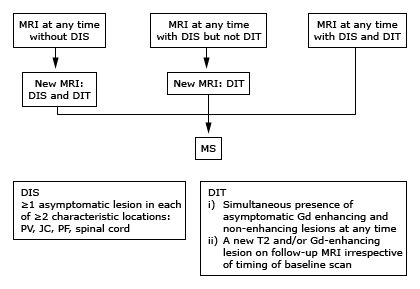 MRI at any time
without DIS
MRI at any time
with DIS but not DIT
MRI at any time
with DIS and DIT
New MRI:
DIS and DIT
New MRI: DIT
MS
DIS
≥1 asymptomatic lesion in each
of ≥2 characteristic locations:
PV, JC, PF, spinal cord
DIT
i) Simultaneous presence of
asymptomatic Gd enhancing and
non-enhancing lesions at any time
ii) A new T2 and/or Gd-enhancing
lesion on follow-up MRI irrespective
of timing of baseline scan